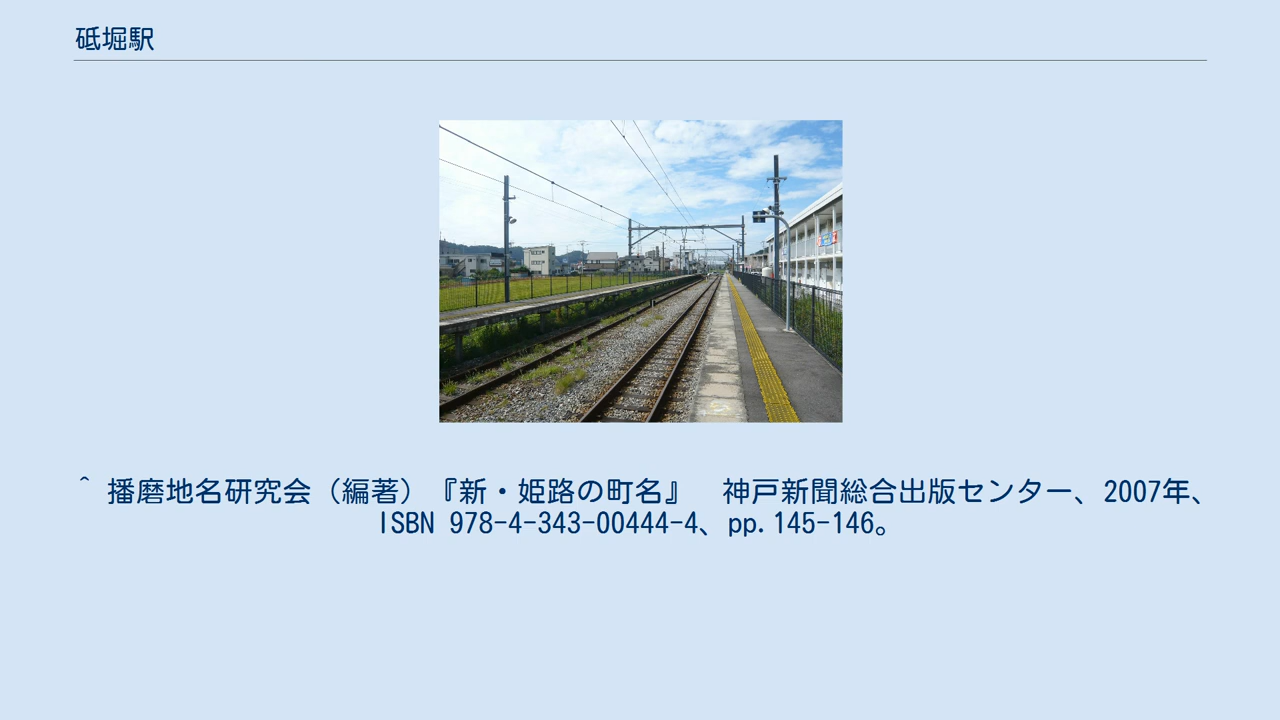 砥堀駅
^ 播磨地名研究会（編著）『新・姫路の町名』　神戸新聞総合出版センター、2007年、
ISBN 978-4-343-00444-4、pp.145-146。